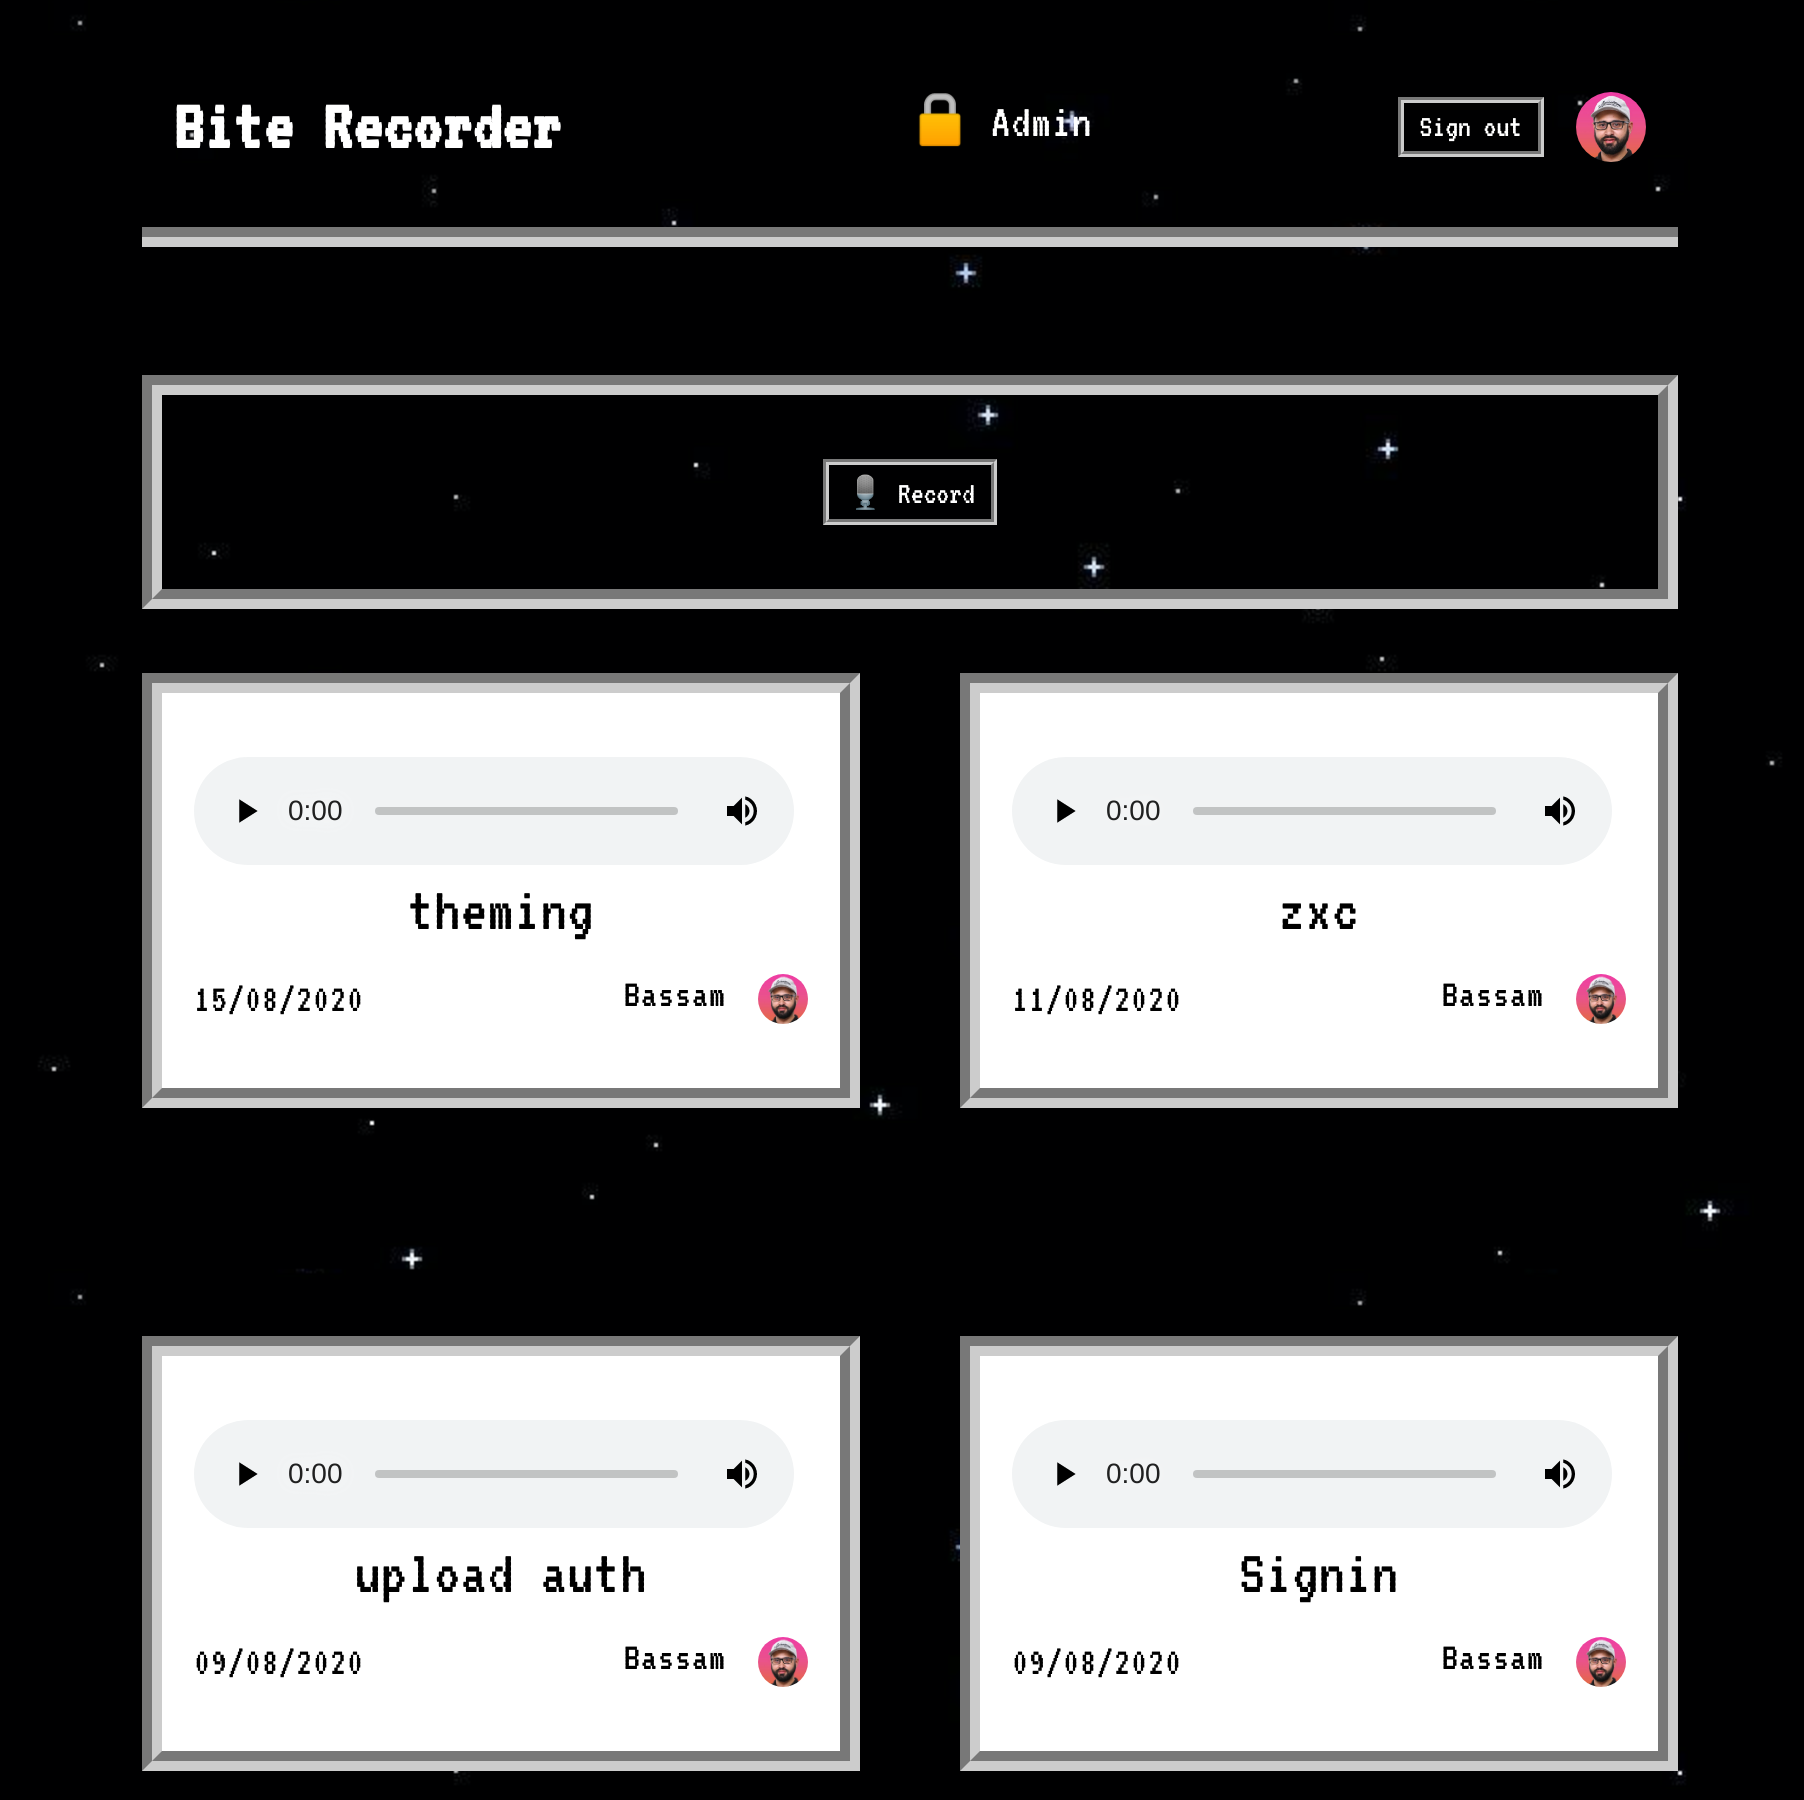 Bite Recorder
Admin
Sign out
Record
0:00
theming
15/08/2020 Bassam
0:00
zxc
11/08/2020 Bassam
0:00
upload auth
09/08/2020 Bassam
0:00
Signin
09/08/2020 Bassam